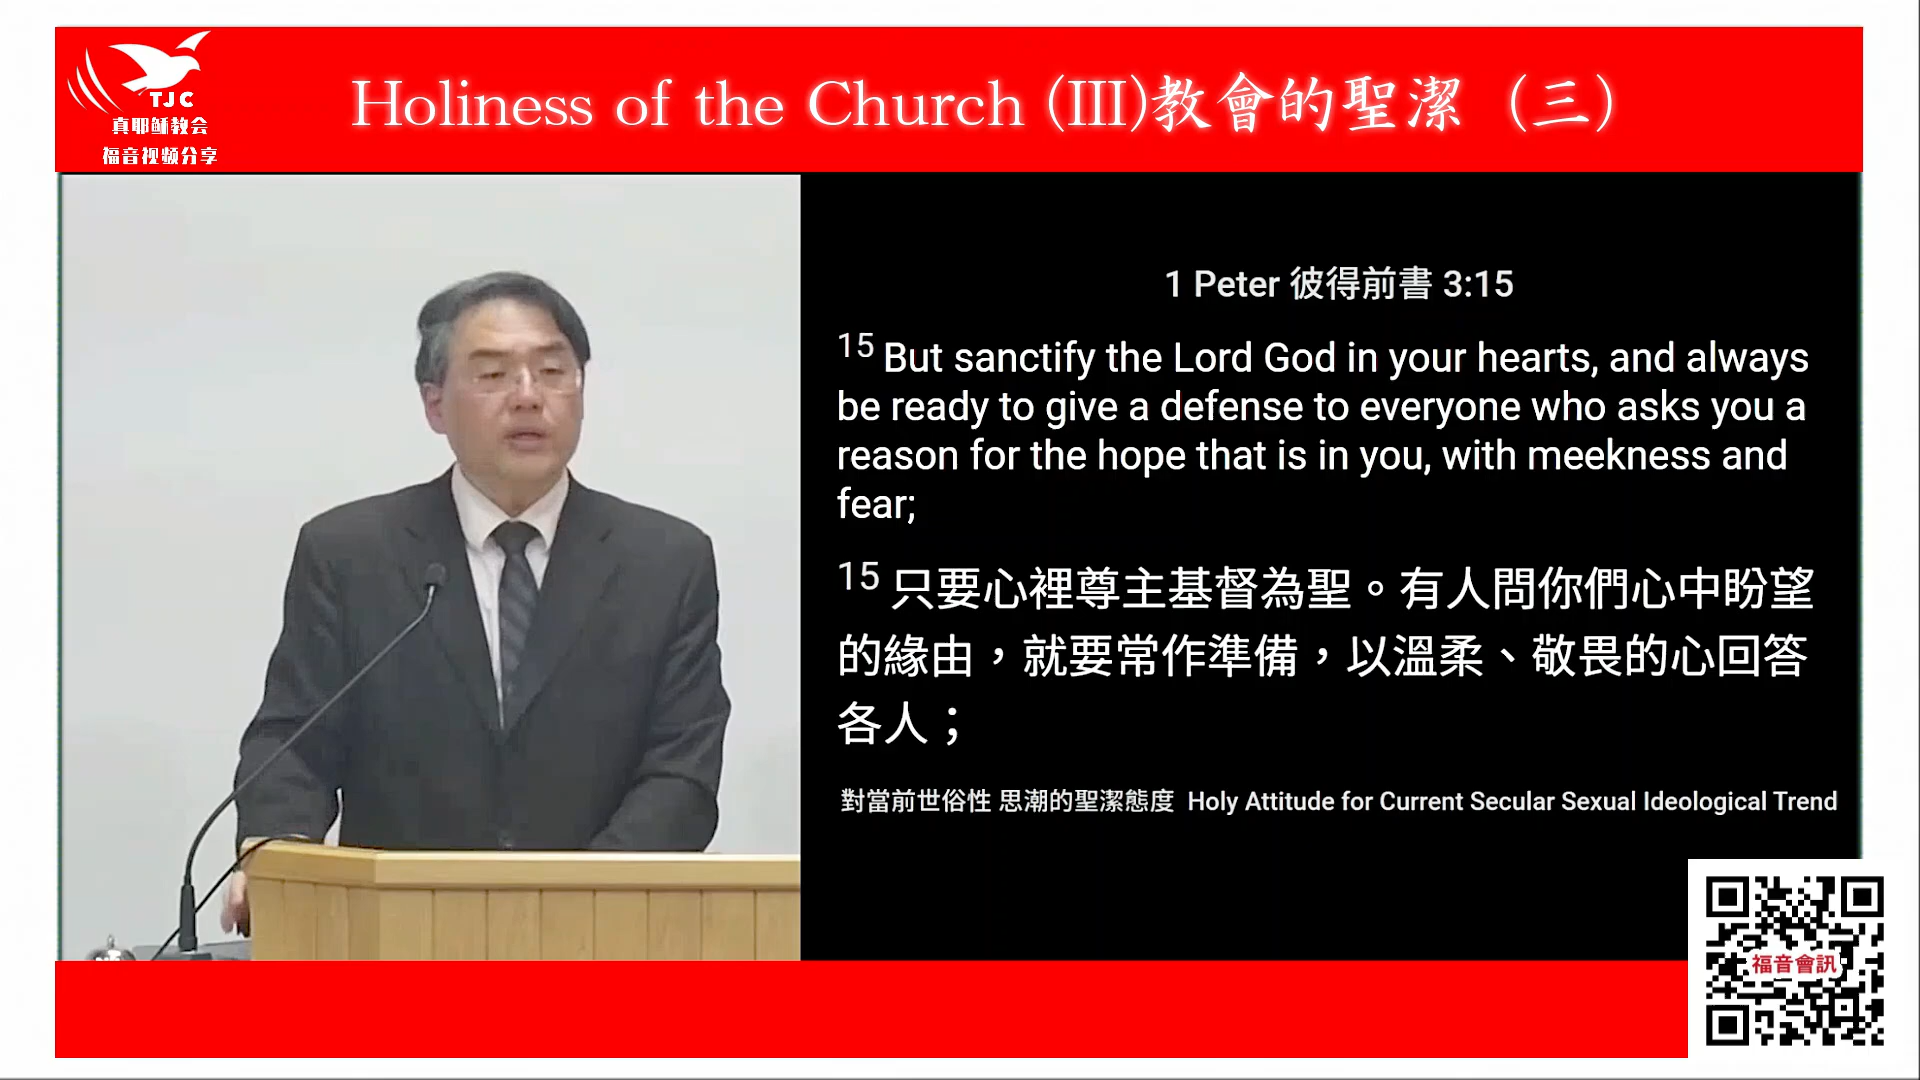 TJC
真耶稣教会
福音视频分享
Holiness of the Church (III)教會的聖潔（三）
1 Peter 彼得前書 3:15
15 But sanctify the Lord God in your hearts, and always
be ready to give a defense to everyone who asks you a
reason for the hope that is in you, with meekness and
fear;
15 只要心裡尊主基督為聖。有人問你們心中盼望
的緣由，就要常作準備，以溫柔、敬畏的心回答
各人；
對當前世俗性 思潮的聖潔態度 Holy Attitude for Current Secular Sexual Ideological Trend
福音會訊